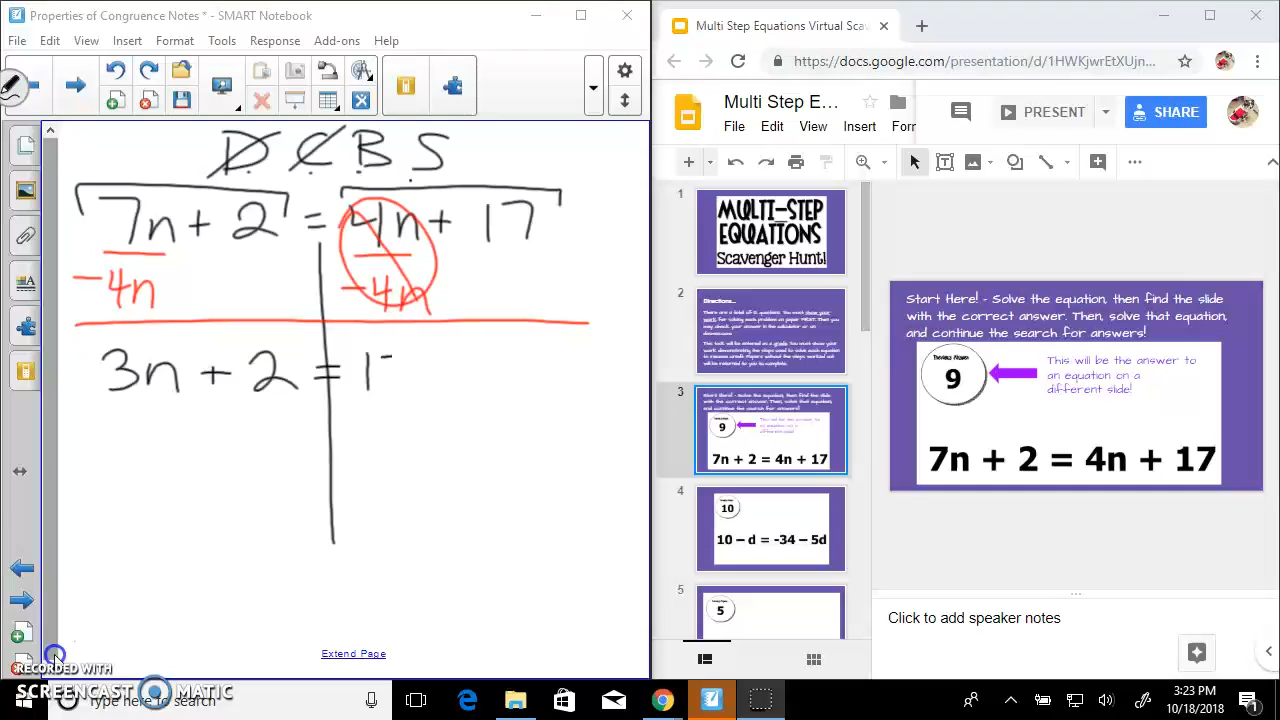 Properties of Congruence Notes * - SMART Notebook
File Edit View Insert Format Tools Response Add-ons Help
D C B S
7n + 2 = 4n + 17
-4n -4n
3n + 2 = 1
Extend Page
RECORDED WITH
SCREENCAST MATIC
Multi Step Equations Virtual Sca
https://docs.google.com/presentation/d/1HWKjwrEtXUjn...
Multi Step E...
File Edit View Insert Forr
PRESENT
SHARE
1
MULTI-STEP
EQUATIONS
Scavenger Hunt!
2
Directions...
3
9
7n + 2 = 4n + 17
4
10
10 – d = -34 – 5d
5
5
Start Here! - Solve the equation, then find the slide
with the correct answer. Then, solve that equation,
and continue the search for answers!
9
This will be the answer to
an equation on a
different slide!
7n + 2 = 4n + 17
Click to add speaker notes
Type here to search
3:23 PM
10/18/2018